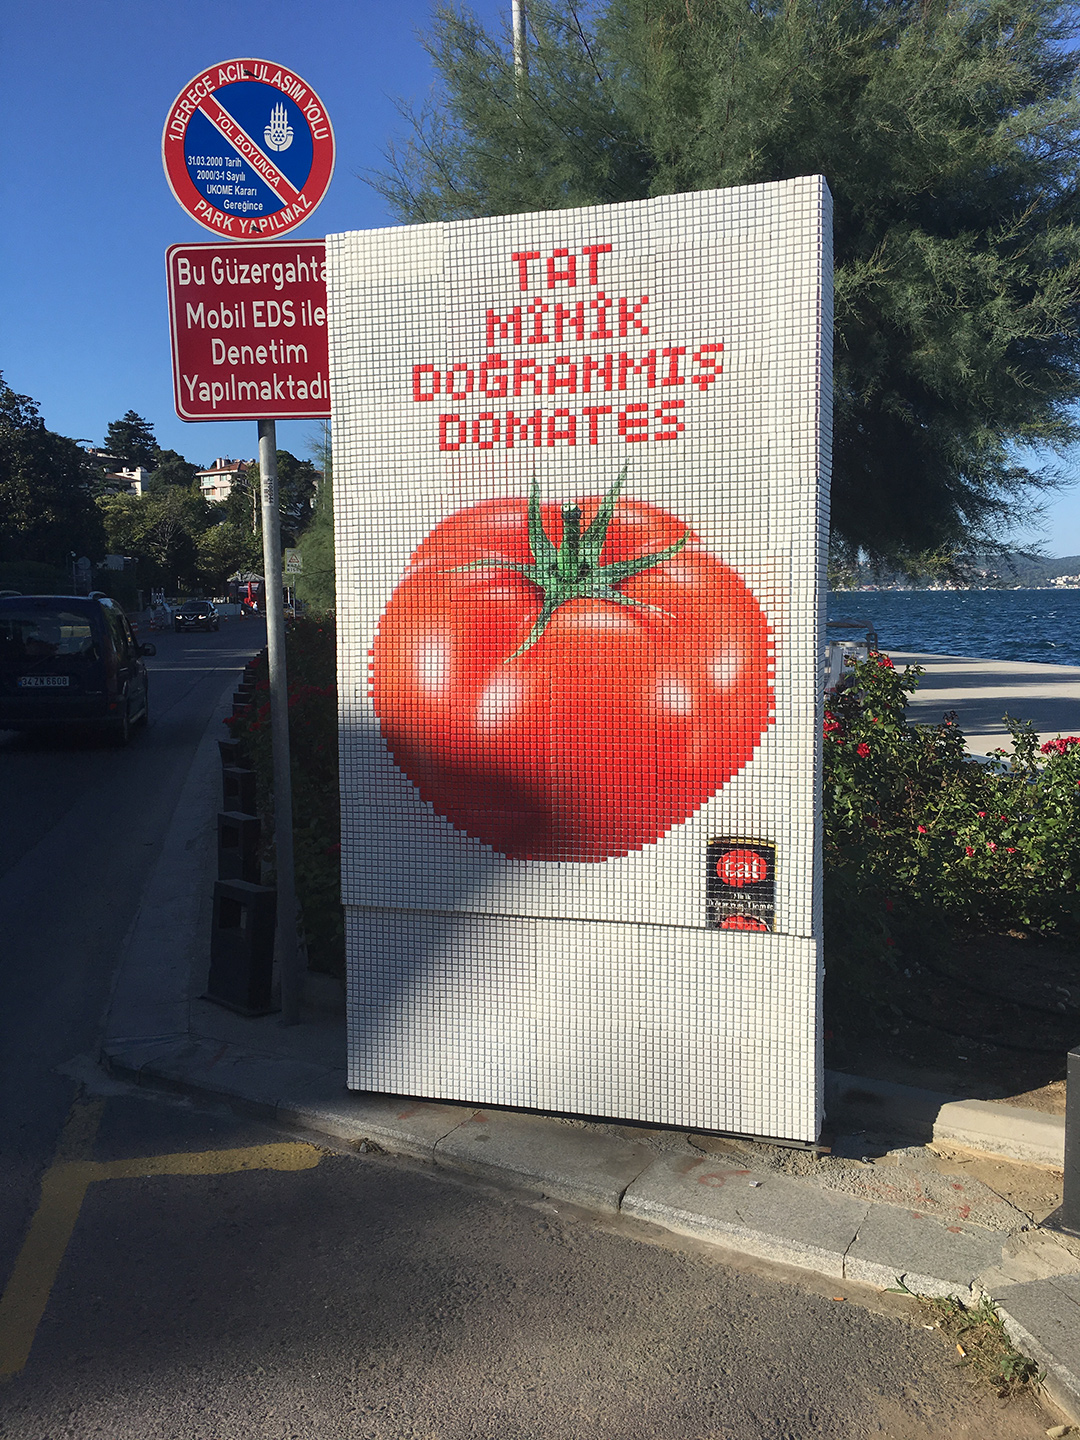 1.DERECE ACİL ULAŞIM YOLU
YOL BOYUNCA
31.03.2000 Tarih
2000/3-1 Sayılı
UKOME Kararı
Gereğince
PARK YAPILMAZ
Bu Güzergahta
Mobil EDS ile
Denetim
Yapılmaktadı
TAT
MİNİK
DOĞRANMIŞ
DOMATES
tat